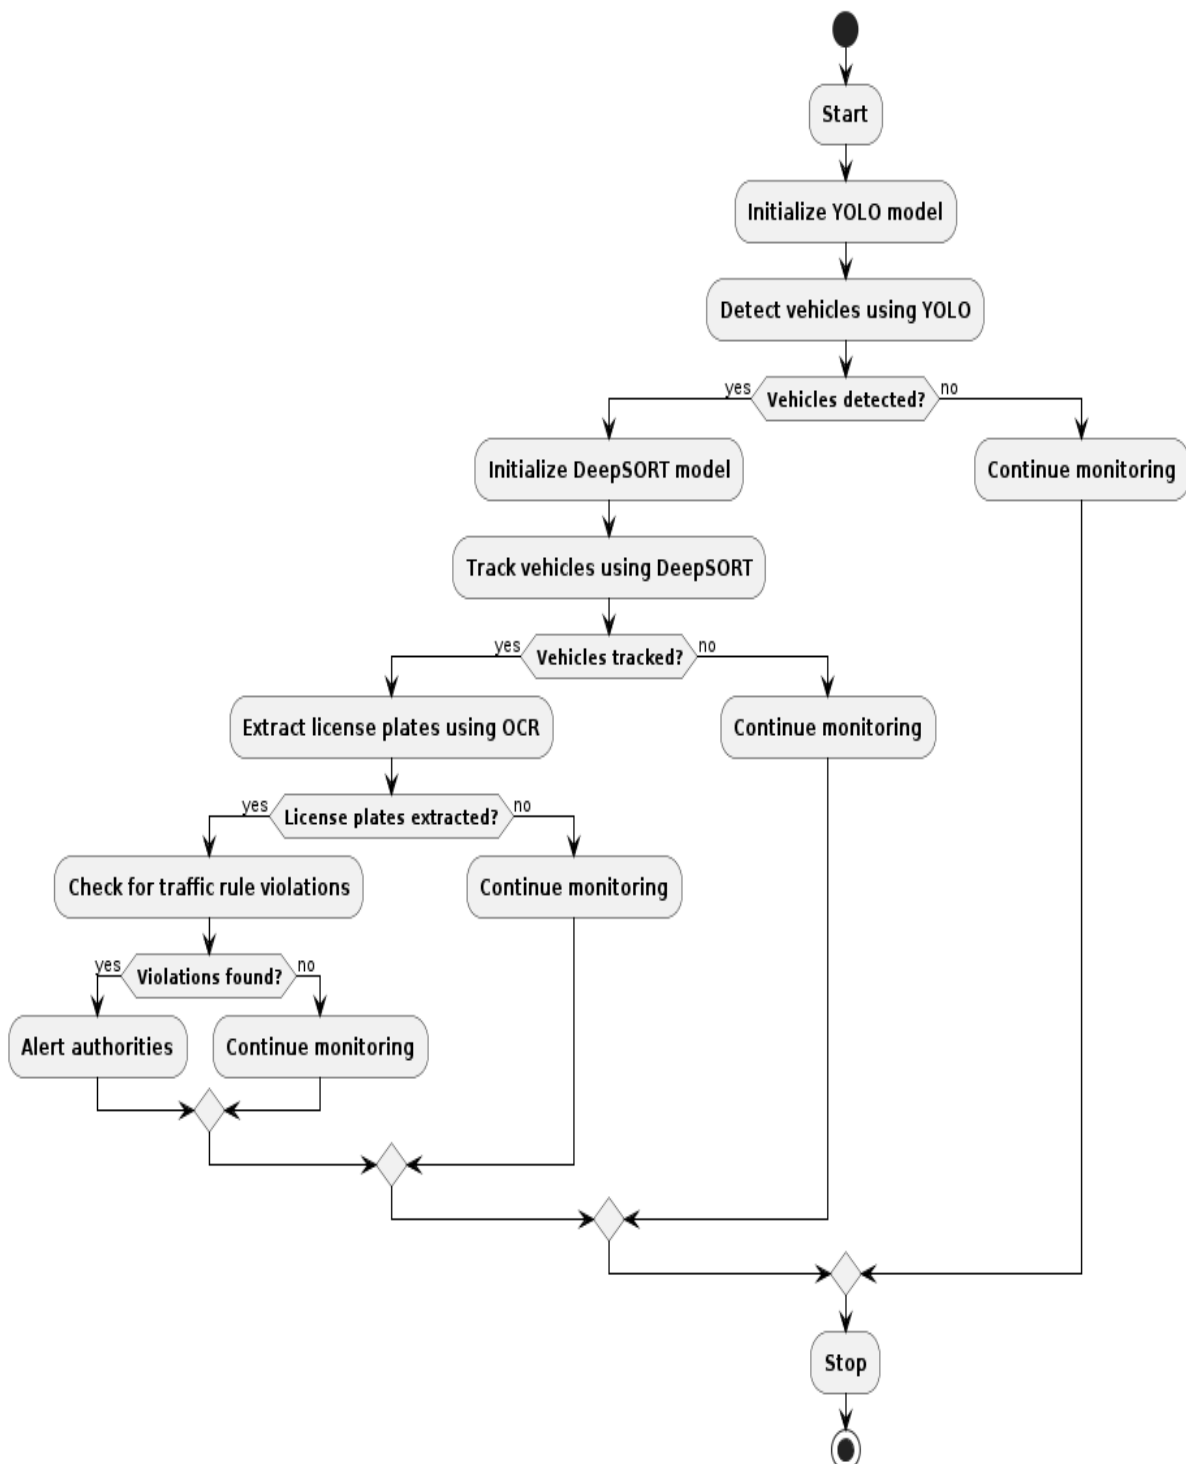 Start
Initialize YOLO model
Detect vehicles using YOLO
yes
Vehicles detected?
no
Initialize DeepSORT model
Continue monitoring
Track vehicles using DeepSORT
yes
Vehicles tracked?
no
Extract license plates using OCR
Continue monitoring
yes
License plates extracted?
no
Check for traffic rule violations
Continue monitoring
yes
Violations found?
no
Alert authorities
Continue monitoring
Stop